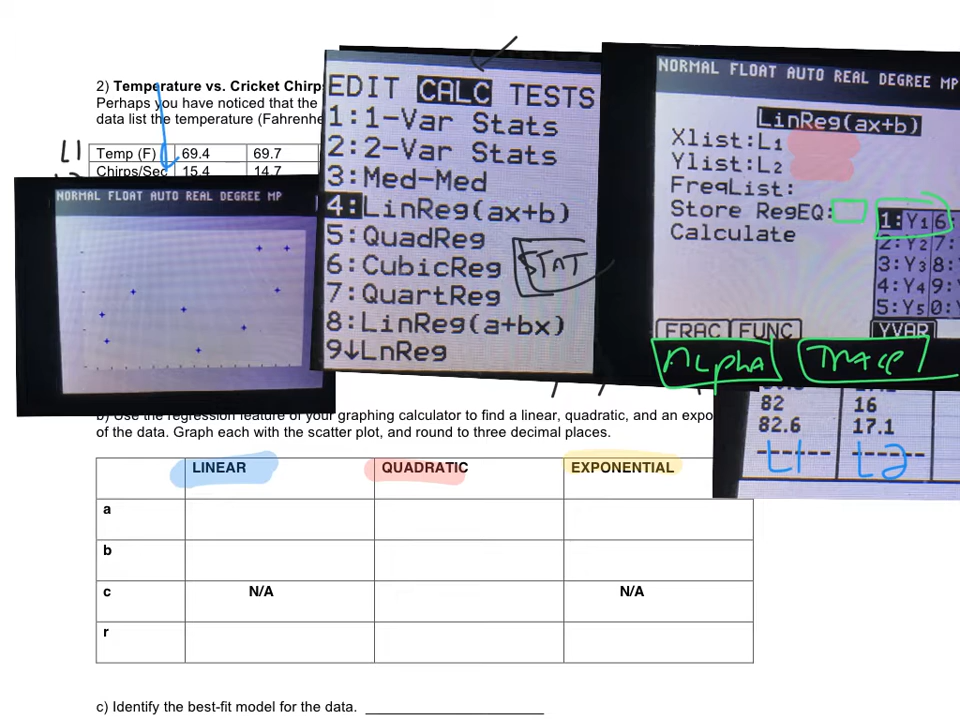 2) Temperature vs. Cricket Chirp
Perhaps you have noticed that the
data list the temperature (Fahrenhe
L1
Temp (F) 69.4 69.7
Chirps/Sec 15.4 14.7
NORMAL FLOAT AUTO REAL DEGREE MP
EDIT CALC TESTS
1:1-Var Stats
2:2-Var Stats
3:Med-Med
4:LinReg(ax+b)
5:QuadReg
6:CubicReg
7:QuartReg
8:LinReg(a+bx)
9↓LnReg
STAT
NORMAL FLOAT AUTO REAL DEGREE MP
LinReg(ax+b)
Xlist:L1
Ylist:L2
FreqList:
Store RegEQ:
Calculate
1:Y1 6:
2:Y2 7:
3:Y3 8:
4:Y4 9:
5:Y5 0:
FRAC FUNC YVAR
Alpha Trace
82 16
82.6 17.1
------ ------
L1 L2
b) Use the regression feature of your graphing calculator to find a linear, quadratic, and an expo
of the data. Graph each with the scatter plot, and round to three decimal places.
LINEAR QUADRATIC EXPONENTIAL
a
b
c N/A N/A
r
c) Identify the best-fit model for the data. ____________________